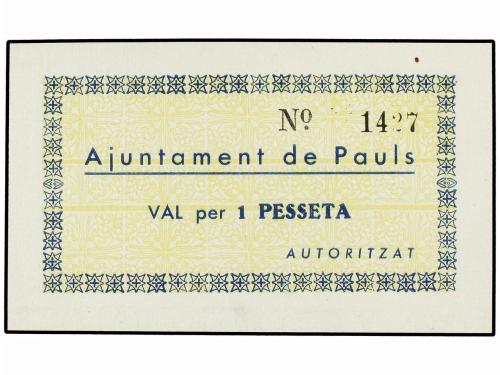 Nº 1427
Ajuntament de Pauls
VAL per 1 PESSETA
AUTORITZAT